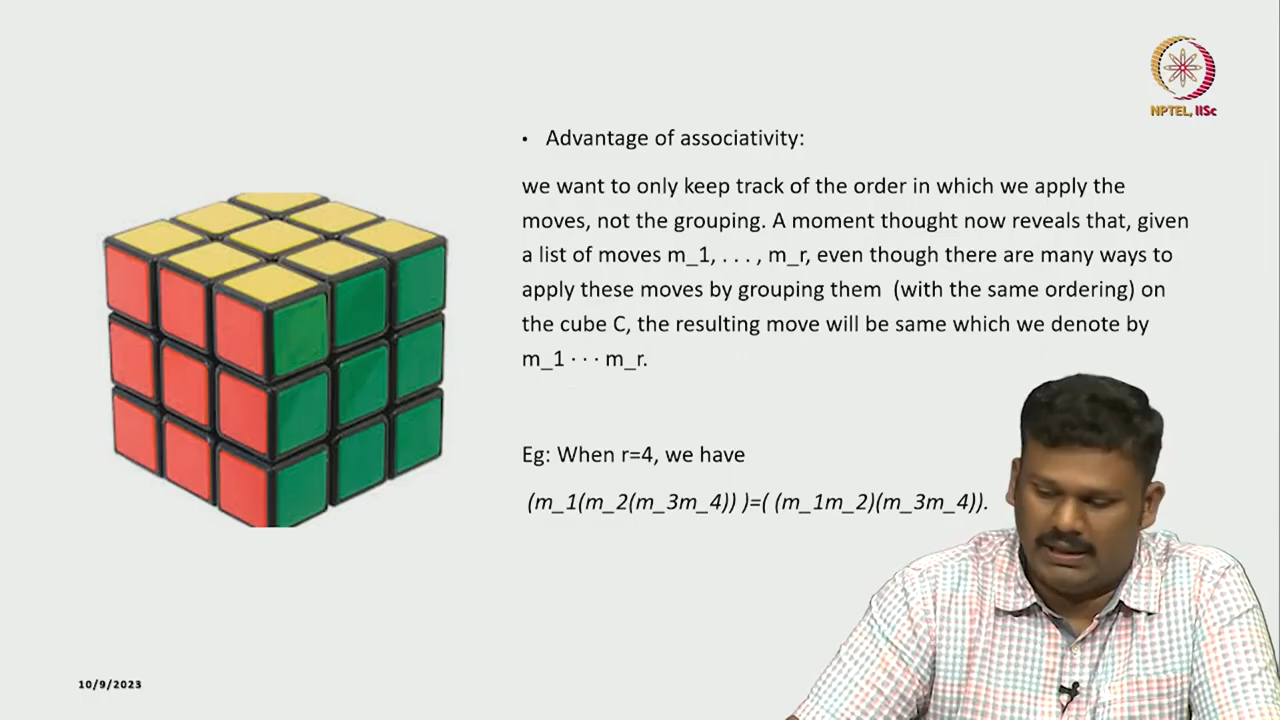 NPTEL, IISc
• Advantage of associativity:
we want to only keep track of the order in which we apply the
moves, not the grouping. A moment thought now reveals that, given
a list of moves m_1, . . . , m_r, even though there are many ways to
apply these moves by grouping them (with the same ordering) on
the cube C, the resulting move will be same which we denote by
m_1 · · · m_r.
Eg: When r=4, we have
(m_1(m_2(m_3m_4)) )=( (m_1m_2)(m_3m_4)).
10/9/2023